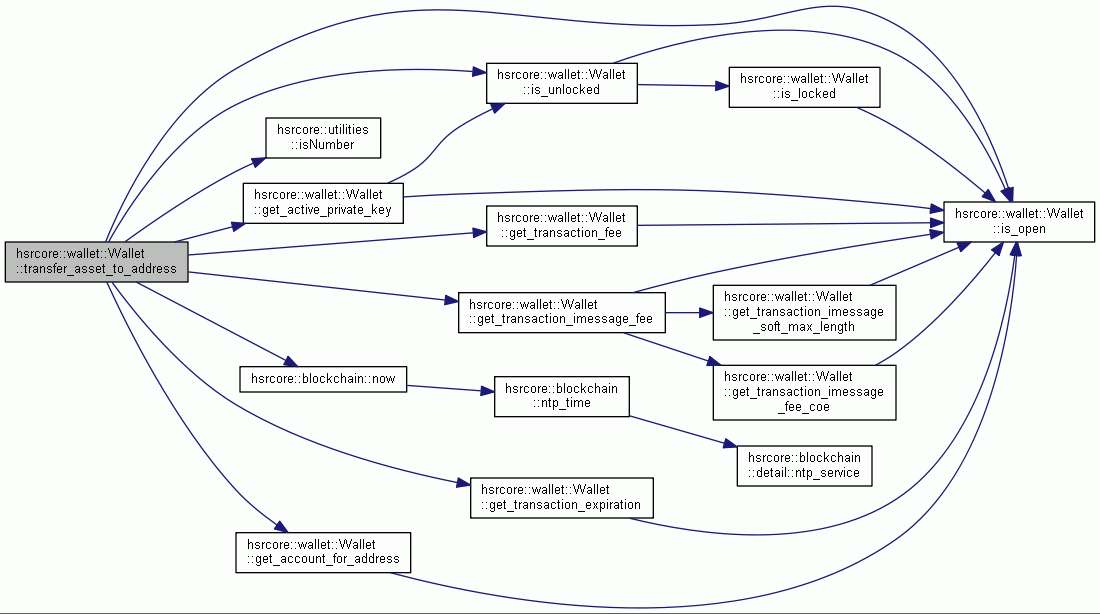 hsrcore::wallet::Wallet
::is_unlocked
hsrcore::wallet::Wallet
::is_locked
hsrcore::utilities
::isNumber
hsrcore::wallet::Wallet
::get_active_private_key
hsrcore::wallet::Wallet
::get_transaction_fee
hsrcore::wallet::Wallet
::is_open
hsrcore::wallet::Wallet
::transfer_asset_to_address
hsrcore::wallet::Wallet
::get_transaction_imessage_fee
hsrcore::wallet::Wallet
::get_transaction_imessage
_soft_max_length
hsrcore::blockchain::now
hsrcore::blockchain
::ntp_time
hsrcore::wallet::Wallet
::get_transaction_imessage
_fee_coe
hsrcore::blockchain
::detail::ntp_service
hsrcore::wallet::Wallet
::get_transaction_expiration
hsrcore::wallet::Wallet
::get_account_for_address